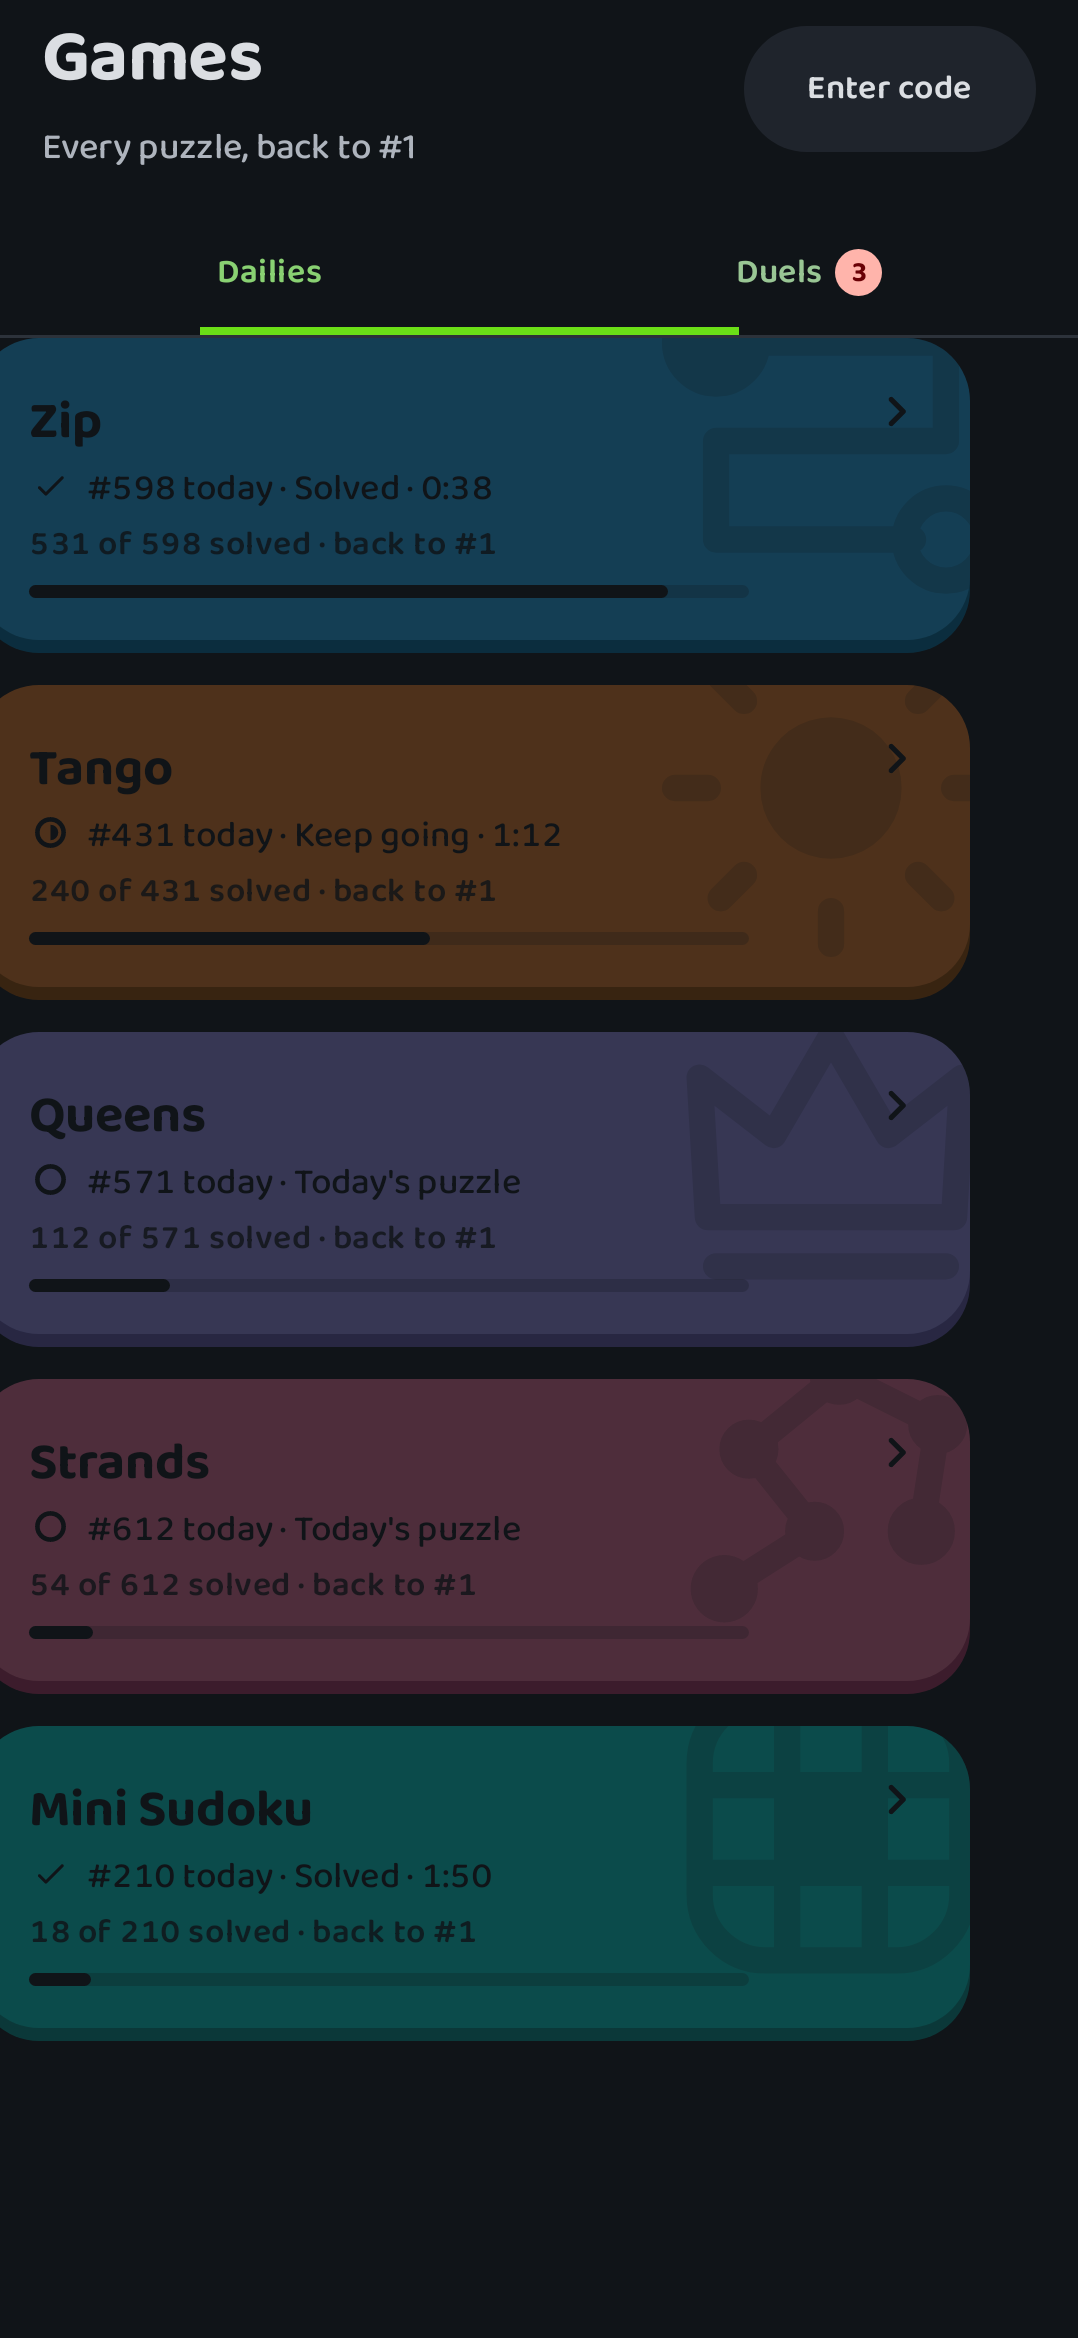 Games
Enter code
Every puzzle, back to #1
Dailies
Duels 3
Zip
#598 today · Solved · 0:38
531 of 598 solved · back to #1
Tango
#431 today · Keep going · 1:12
240 of 431 solved · back to #1
Queens
#571 today · Today's puzzle
112 of 571 solved · back to #1
Strands
#612 today · Today's puzzle
54 of 612 solved · back to #1
Mini Sudoku
#210 today · Solved · 1:50
18 of 210 solved · back to #1